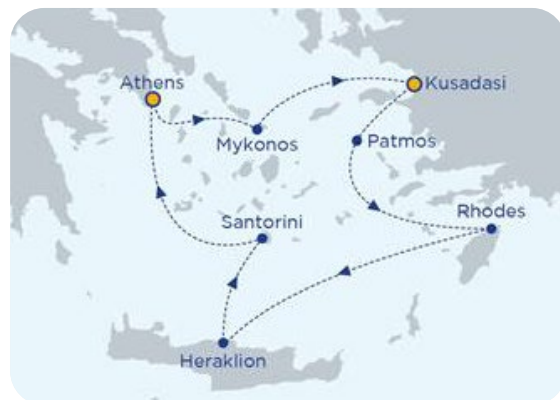 Athens
Kusadasi
Mykonos
Patmos
Rhodes
Santorini
Heraklion